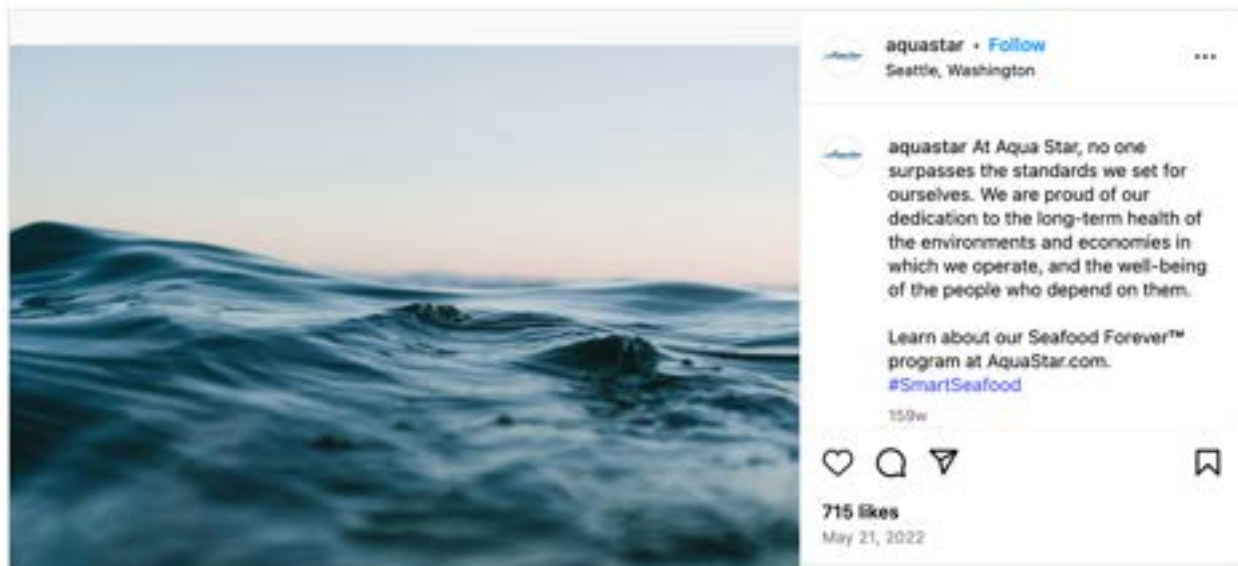 aquastar • Follow
Seattle, Washington
aquastar At Aqua Star, no one
surpasses the standards we set for
ourselves. We are proud of our
dedication to the long-term health of
the environments and economies in
which we operate, and the well-being
of the people who depend on them.
Learn about our Seafood Forever™
program at AquaStar.com.
#SmartSeafood
159w
715 likes
May 21, 2022